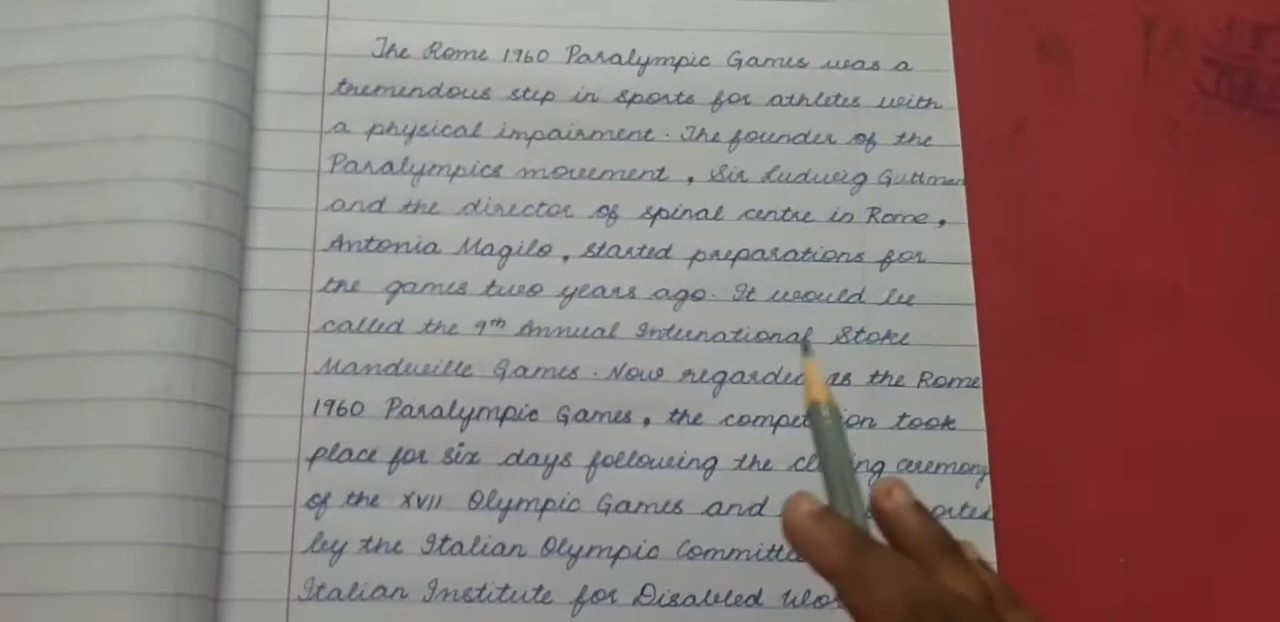 The Rome 1960 Paralympic Games was a
tremendous step in sports for athletes with
a physical impairment. The founder of the
Paralympics movement, Sir Ludweig Guttman
and the director of spinal centre in Rome,
Antonia Maglio, started preparations for
the games two years ago. It would be
called the 9th Annual International Stoke
Mandeville Games. Now regarded as the Rome
1960 Paralympic Games, the took
place for six days following the ceremony
of the XVII Olympic Games and
by the Italian Olympic
Italian Institute for Disabled